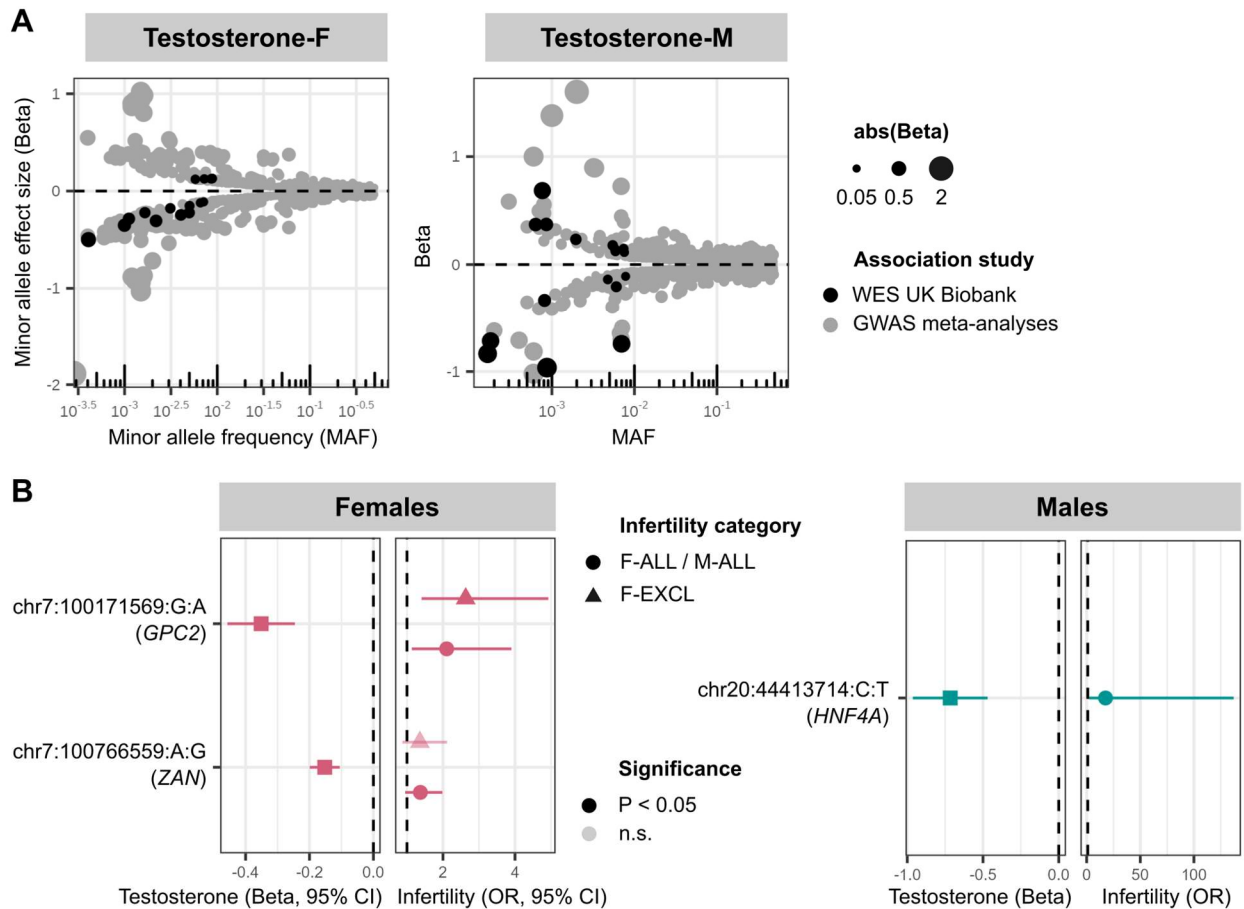 A
Testosterone-F
Testosterone-M
Minor allele effect size (Beta)
1
0
-1
-2
10^-3.5 10^-3 10^-2.5 10^-2 10^-1.5 10^-1 10^-0.5
Minor allele frequency (MAF)
Beta
1
0
-1
10^-3 10^-2 10^-1
MAF
abs(Beta)
0.05 0.5 2
Association study
WES UK Biobank
GWAS meta-analyses
B
Females
chr7:100171569:G:A
(GPC2)
chr7:100766559:A:G
(ZAN)
-0.4 -0.2 0.0
Testosterone (Beta, 95% CI)
2 4
Infertility (OR, 95% CI)
Infertility category
F-ALL / M-ALL
F-EXCL
Significance
P < 0.05
n.s.
Males
chr20:44413714:C:T
(HNF4A)
-1.0 -0.5 0.0
Testosterone (Beta)
0 50 100
Infertility (OR)